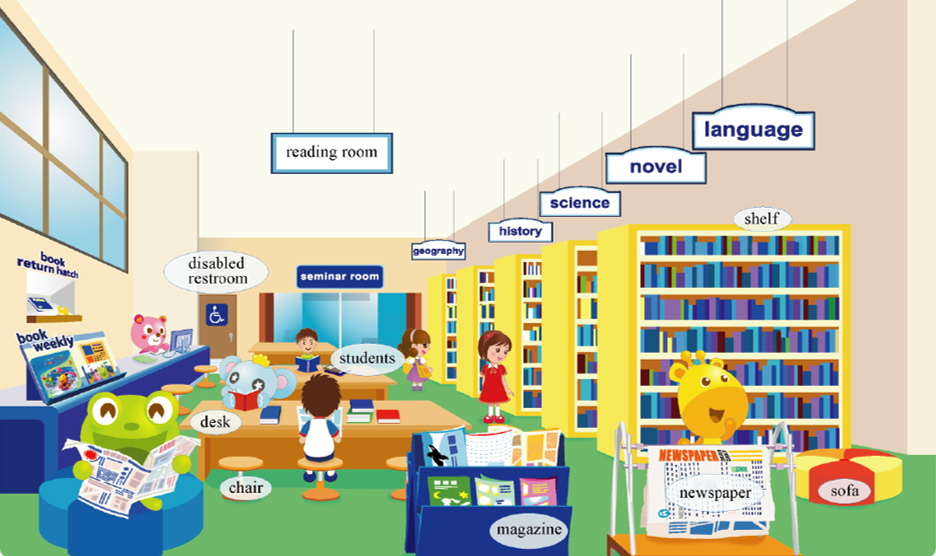 language
reading room
novel
science
shelf
history
geography
book
return hatch
disabled
restroom
seminar room
book
weekly
students
desk
NEWSPAPER
chair
newspaper
sofa
magazine